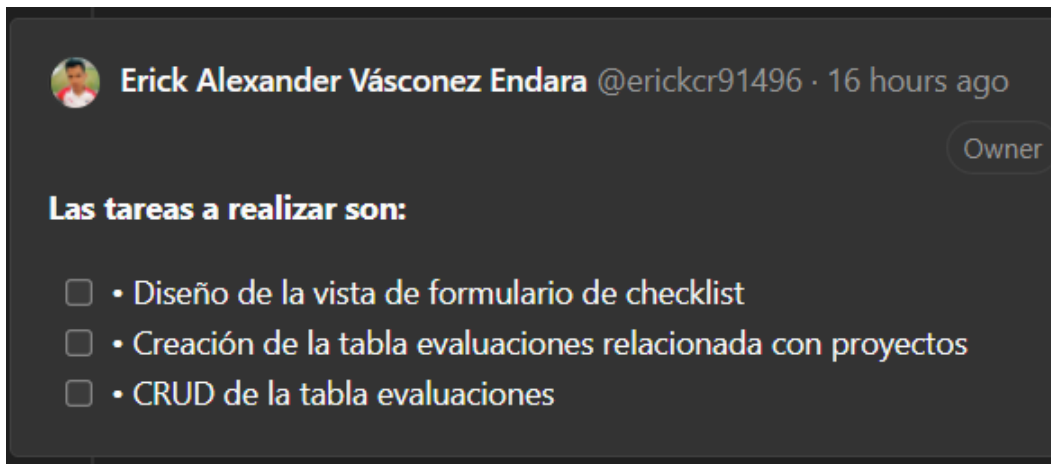 Erick Alexander Vásconez Endara @erickcr91496 · 16 hours ago
Owner
Las tareas a realizar son:
• Diseño de la vista de formulario de checklist
• Creación de la tabla evaluaciones relacionada con proyectos
• CRUD de la tabla evaluaciones